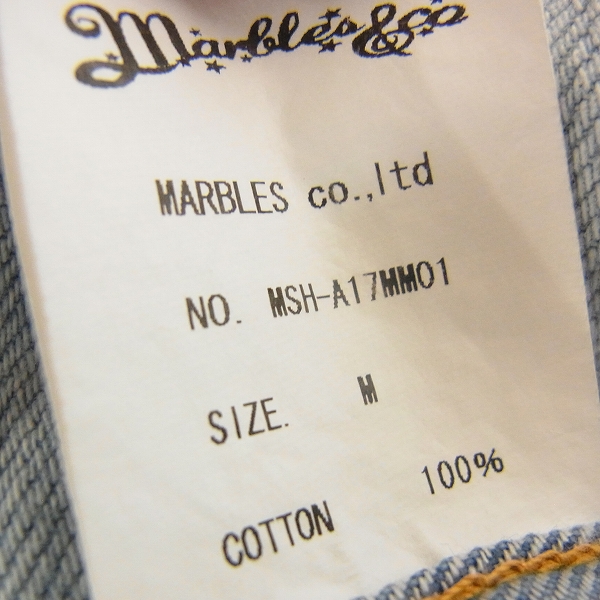 Marbles&co
MARBLES co.,ltd
NO. MSH-A17MM01
SIZE. M
COTTON 100%